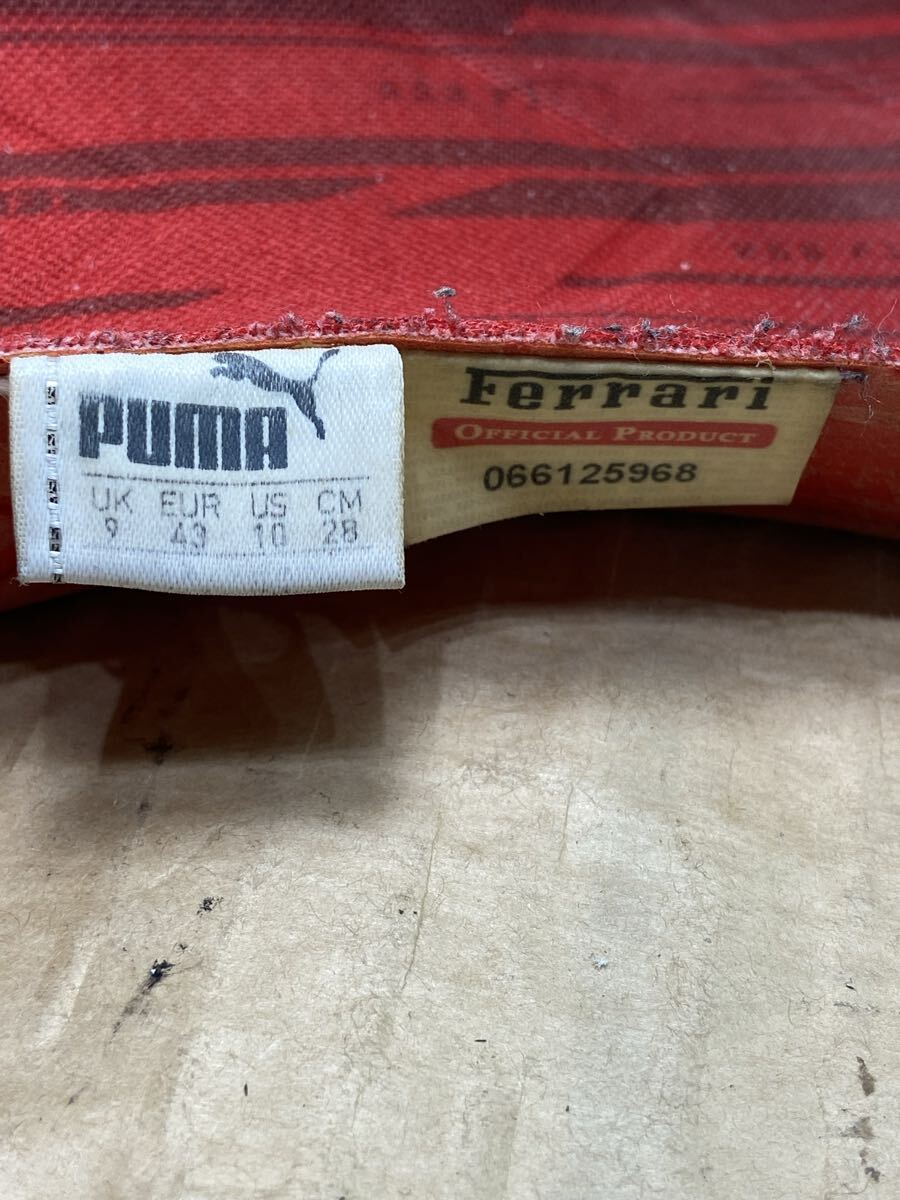 PUMA
UK EUR US CM
9 43 10 28
Ferrari
OFFICIAL PRODUCT
066125968